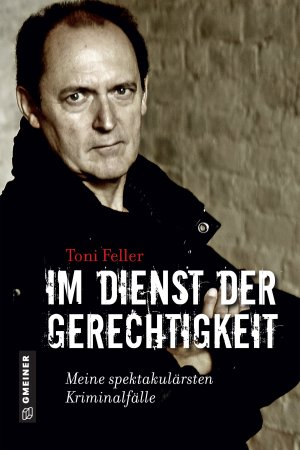 Toni Feller
IM DIENST DER
GERECHTIGKEIT
Meine spektakulärsten
Kriminalfälle
GMEINER